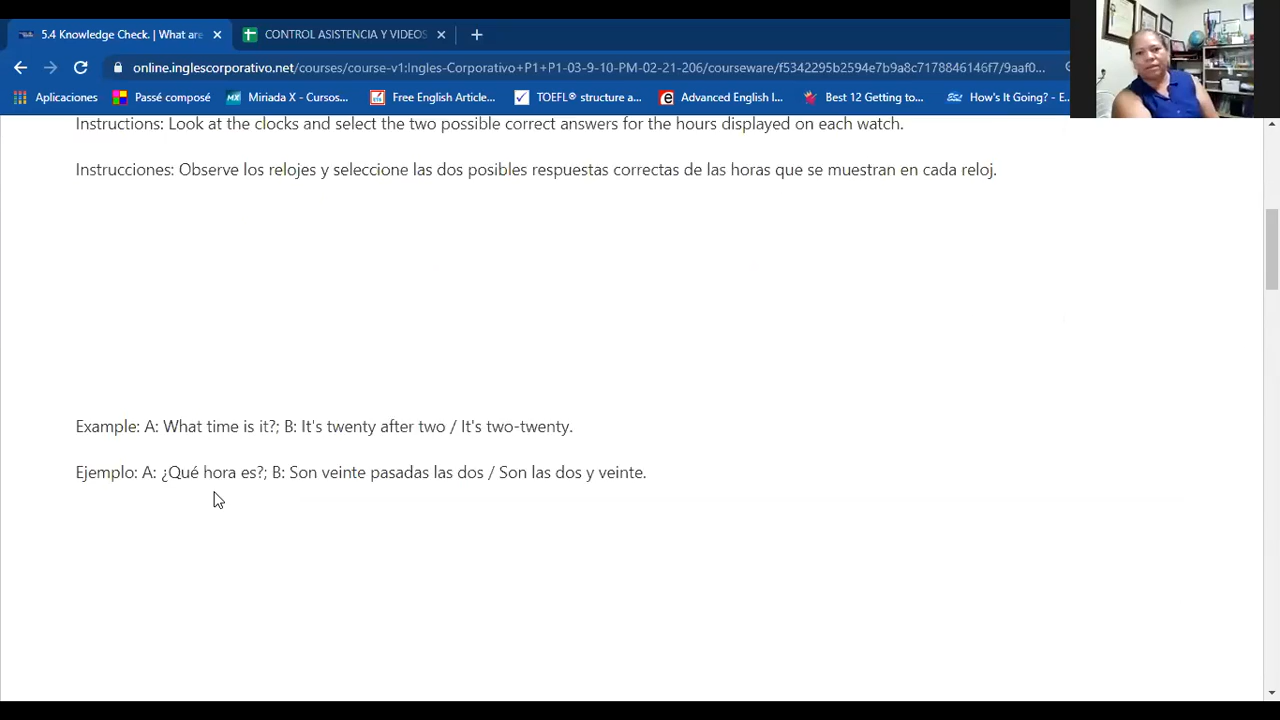 5.4 Knowledge Check. | What are
CONTROL ASISTENCIA Y VIDEOS
online.inglescorporativo.net/courses/course-v1:Ingles-Corporativo
+P1-03-9-10-PM-02-21-206/courseware/f5342295b2594e7b9a8c7178846146f7/9aaf0...
Aplicaciones
Passé composé
Miriada X - Cursos...
Free English Article...
TOEFL® structure a...
Advanced English l...
Best 12 Getting to...
How's It Going? - E...
Instructions: Look at the clocks and select the two possible correct answers for the hours displayed on each watch.
Instrucciones: Observe los relojes y seleccione las dos posibles respuestas correctas de las horas que se muestran en cada reloj.
Example: A: What time is it?; B: It's twenty after two / It's two-twenty.
Ejemplo: A: ¿Qué hora es?; B: Son veinte pasadas las dos / Son las dos y veinte.